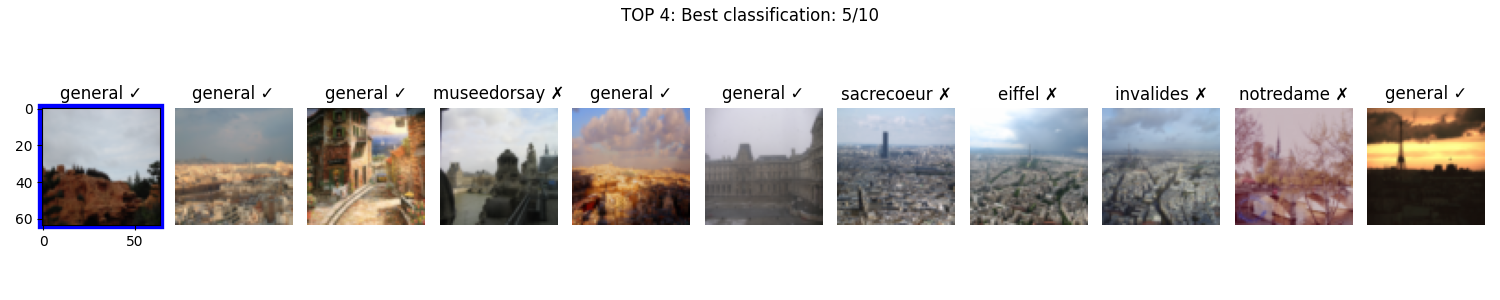 TOP 4: Best classification: 5/10
general ✓ general ✓ general ✓ museedorsay ✗ general ✓ general ✓ sacrecoeur ✗ eiffel ✗ invalides ✗ notredame ✗ general ✓
0
20
40
60
0 50